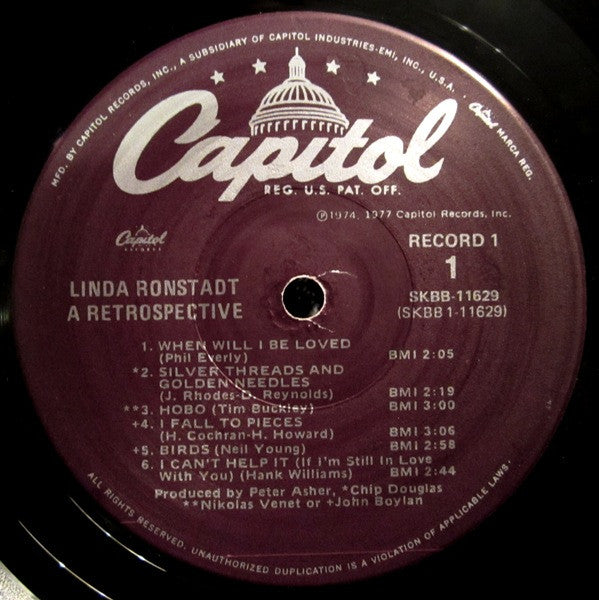 MFD. BY CAPITOL RECORDS, INC., A SUBSIDIARY OF CAPITOL INDUSTRIES-EMI, INC., U.S.A.
Capitol MARCA REG.
Capitol
REG. U.S. PAT. OFF.
℗1974, 1977 Capitol Records, Inc.
Capitol
RECORDS
RECORD 1
1
SKBB-11629
(SKBB 1-11629)
LINDA RONSTADT
A RETROSPECTIVE
1. WHEN WILL I BE LOVED
(Phil Everly) BMI 2:05
*2. SILVER THREADS AND
GOLDEN NEEDLES
(J. Rhodes-D. Reynolds) BMI 2:19
**3. HOBO (Tim Buckley) BMI 3:00
+4. I FALL TO PIECES
(H. Cochran-H. Howard) BMI 3:06
+5. BIRDS (Neil Young) BMI 2:58
6. I CAN'T HELP IT (If I'm Still In Love
With You) (Hank Williams) BMI 2:44
Produced by Peter Asher, *Chip Douglas
**Nikolas Venet or +John Boylan
ALL RIGHTS RESERVED. UNAUTHORIZED DUPLICATION IS A VIOLATION OF APPLICABLE LAWS.